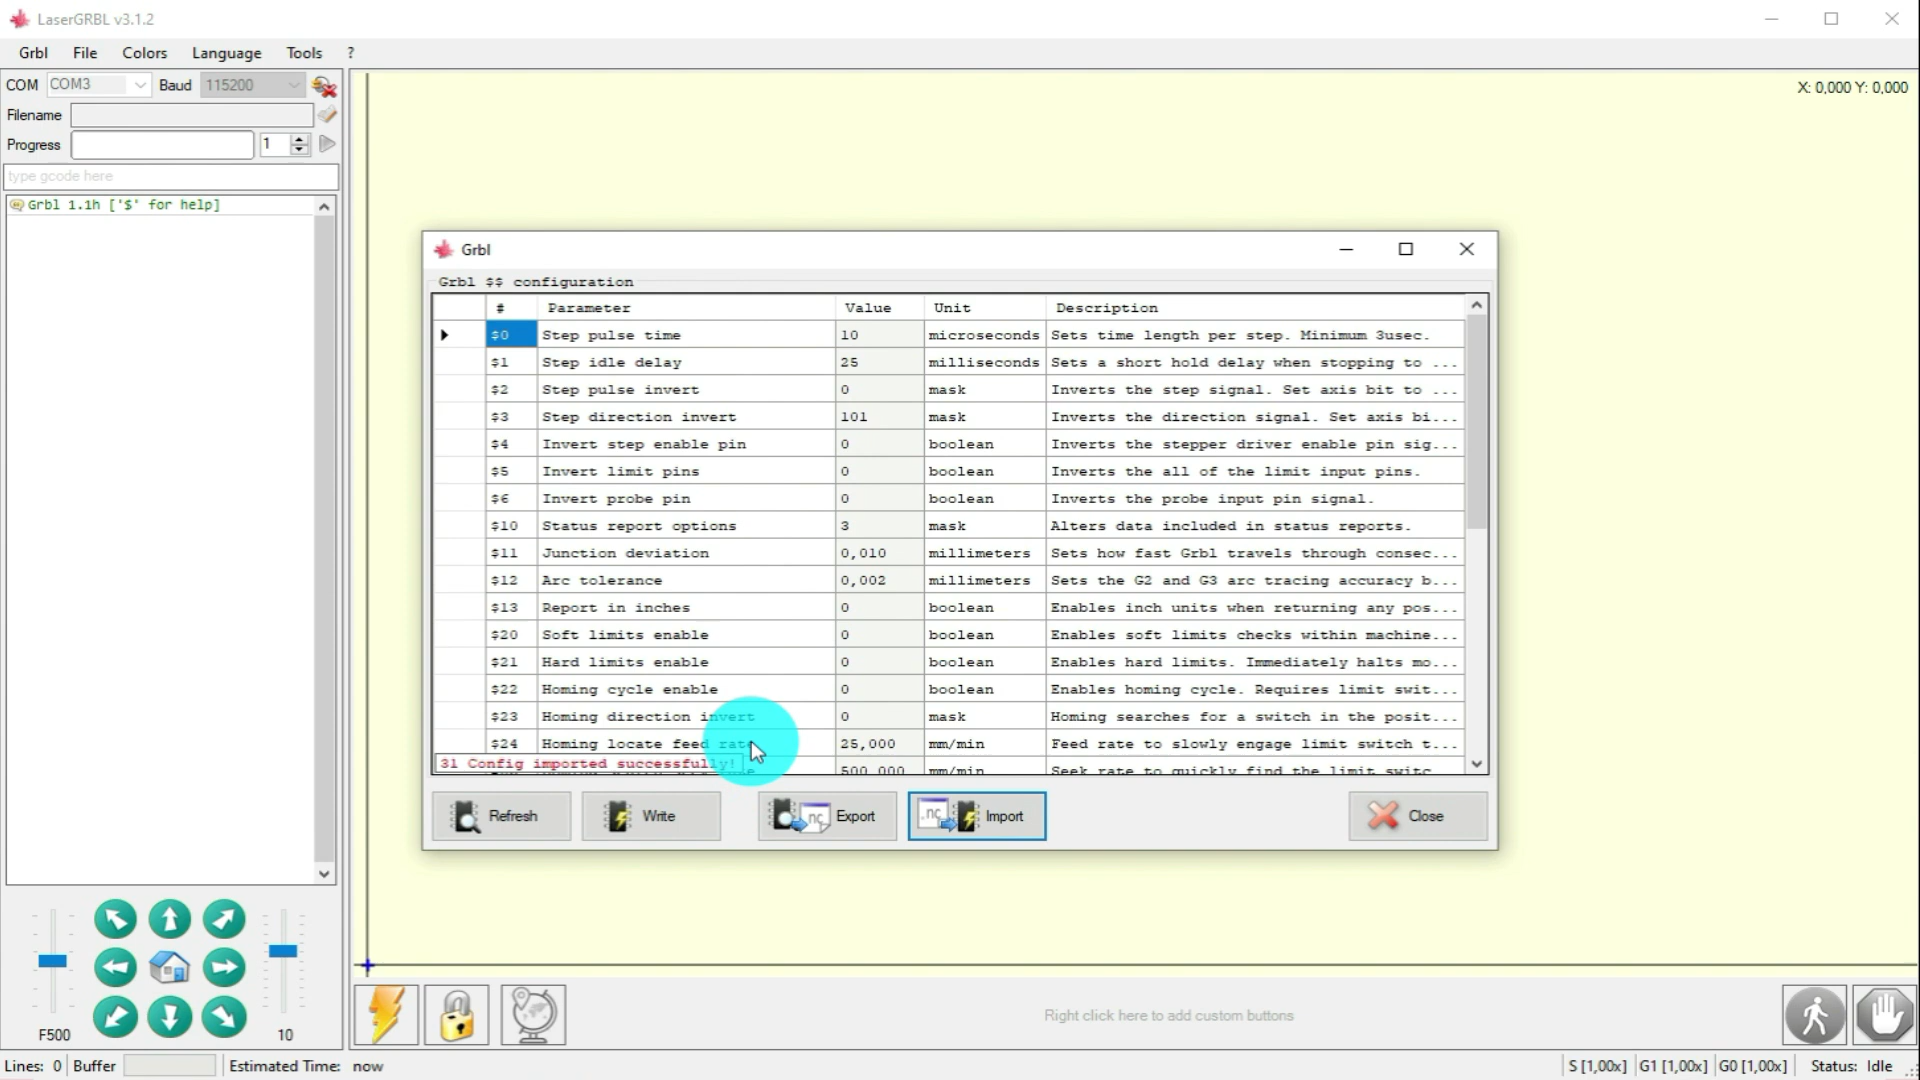 LaserGRBL v3.1.2
Grbl File Colors Language Tools ?
COM COM3 Baud 115200
Filename
Progress 1
type gcode here
Grbl 1.1h ['$' for help]
X: 0,000 Y: 0,000
Grbl
Grbl $$ configuration
# Parameter Value Unit Description
$0 Step pulse time 10 microseconds Sets time length per step. Minimum 3usec.
$1 Step idle delay 25 milliseconds Sets a short hold delay when stopping to ...
$2 Step pulse invert 0 mask Inverts the step signal. Set axis bit to ...
$3 Step direction invert 101 mask Inverts the direction signal. Set axis bi...
$4 Invert step enable pin 0 boolean Inverts the stepper driver enable pin sig...
$5 Invert limit pins 0 boolean Inverts the all of the limit input pins.
$6 Invert probe pin 0 boolean Inverts the probe input pin signal.
$10 Status report options 3 mask Alters data included in status reports.
$11 Junction deviation 0,010 millimeters Sets how fast Grbl travels through consec...
$12 Arc tolerance 0,002 millimeters Sets the G2 and G3 arc tracing accuracy b...
$13 Report in inches 0 boolean Enables inch units when returning any pos...
$20 Soft limits enable 0 boolean Enables soft limits checks within machine...
$21 Hard limits enable 0 boolean Enables hard limits. Immediately halts mo...
$22 Homing cycle enable 0 boolean Enables homing cycle. Requires limit swit...
$23 Homing direction invert 0 mask Homing searches for a switch in the posit...
$24 Homing locate feed rate 25,000 mm/min Feed rate to slowly engage limit switch t...
500,000 mm/min Seek rate to quickly find the limit switc
31 Config imported successfully!
Refresh Write Export Import Close
F500 10
Right click here to add custom buttons
Lines: 0 Buffer Estimated Time: now S [1,00x] G1 [1,00x] G0 [1,00x] Status: Idle